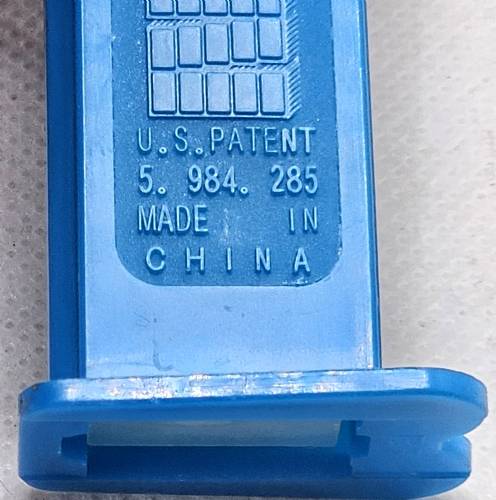 U.S. PATENT
5. 984. 285
MADE IN
CHINA